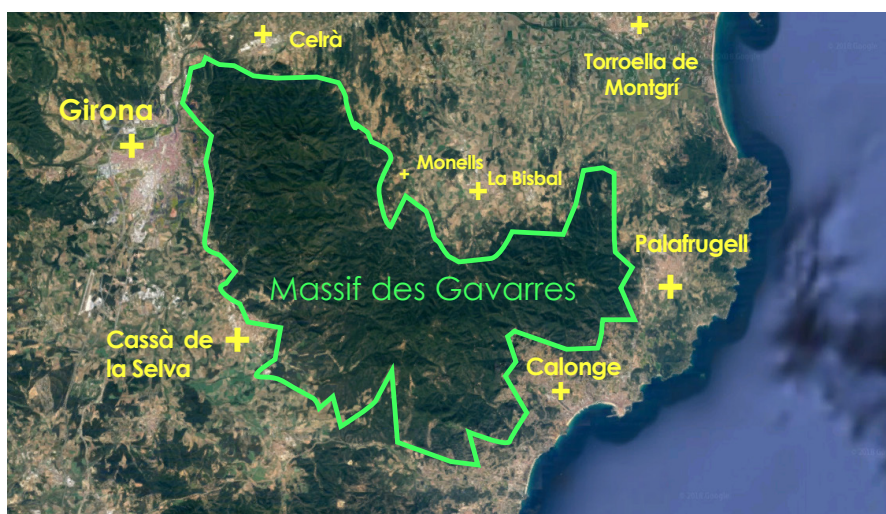 Celrà
Torroella de
Montgrí
Girona
Monells
La Bisbal
Palafrugell
Massif des Gavarres
Cassà de
la Selva
Calonge